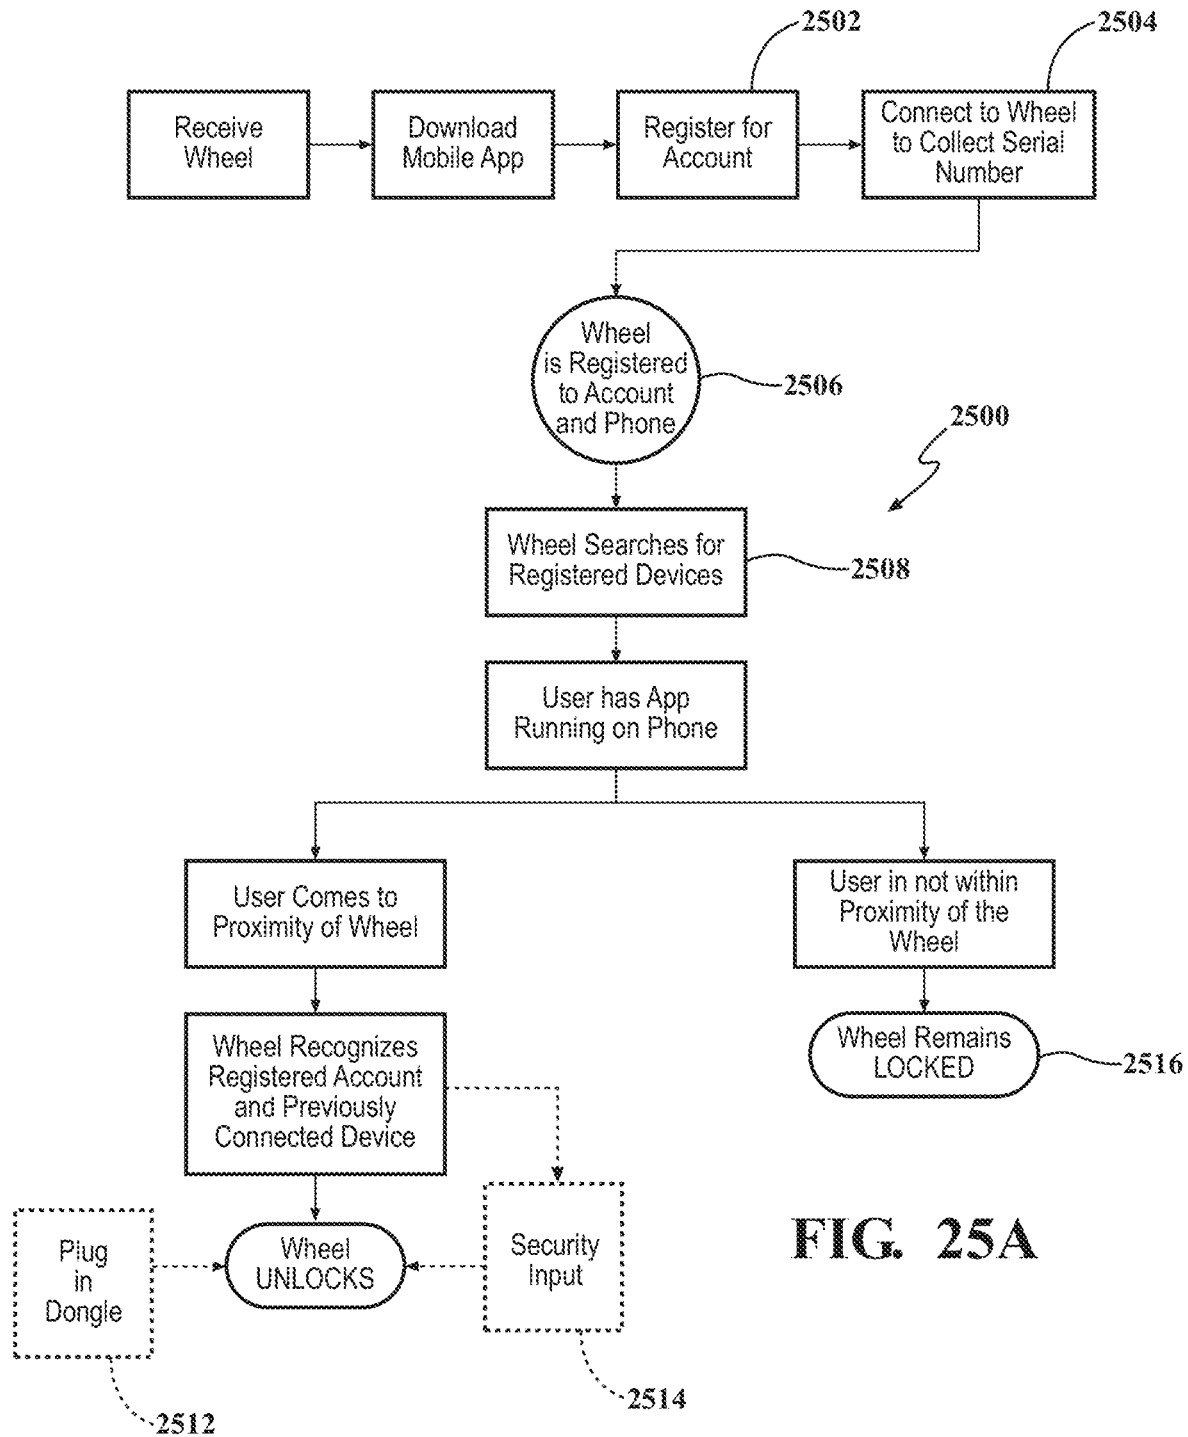 2502
2504
Receive
Wheel
Download
Mobile App
Register for
Account
Connect to Wheel
to Collect Serial
Number
Wheel
is Registered
to Account
and Phone
2506
2500
Wheel Searches for
Registered Devices
2508
User has App
Running on Phone
User Comes to
Proximity of Wheel
User in not within
Proximity of the
Wheel
Wheel Recognizes
Registered Account
and Previously
Connected Device
Wheel Remains
LOCKED
2516
Plug
in
Dongle
Wheel
UNLOCKS
Security
Input
FIG. 25A
2512
2514